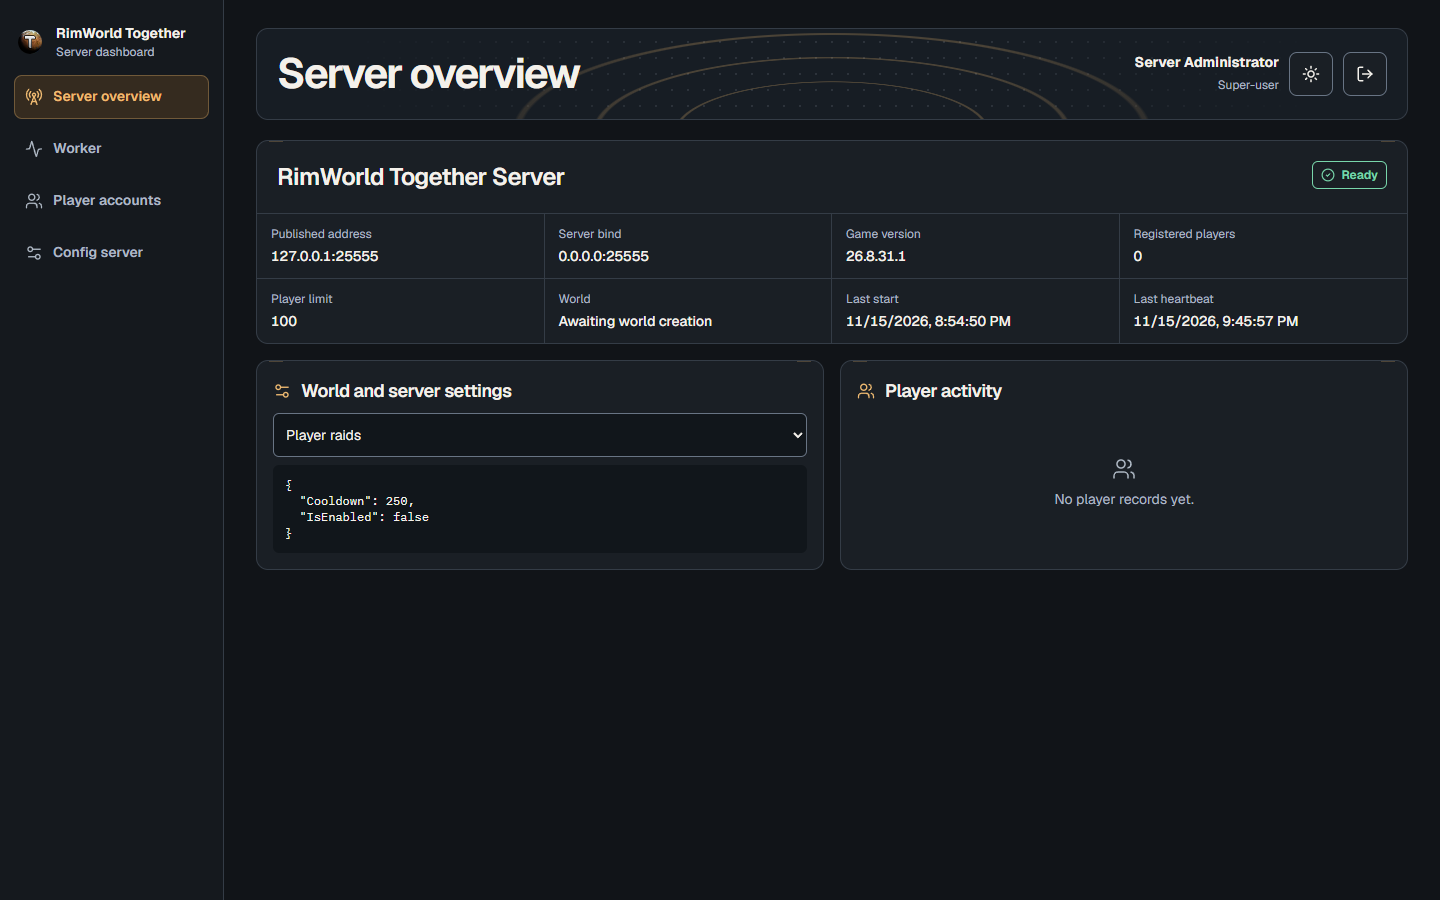 RimWorld Together
Server dashboard
Server overview
Worker
Player accounts
Config server
Server overview
Server Administrator
Super-user
RimWorld Together Server
Ready
Published address
127.0.0.1:25555
Server bind
0.0.0.0:25555
Game version
26.8.31.1
Registered players
0
Player limit
100
World
Awaiting world creation
Last start
11/15/2026, 8:54:50 PM
Last heartbeat
11/15/2026, 9:45:57 PM
World and server settings
Player raids
{
"Cooldown": 250,
"IsEnabled": false
}
Player activity
No player records yet.